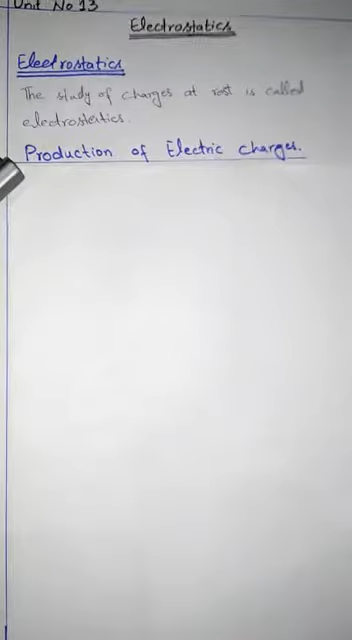 Unit No 13
Electrostatics
Electrostatics
The study of charges at rest is called
electrostatics.
Production of Electric charges.